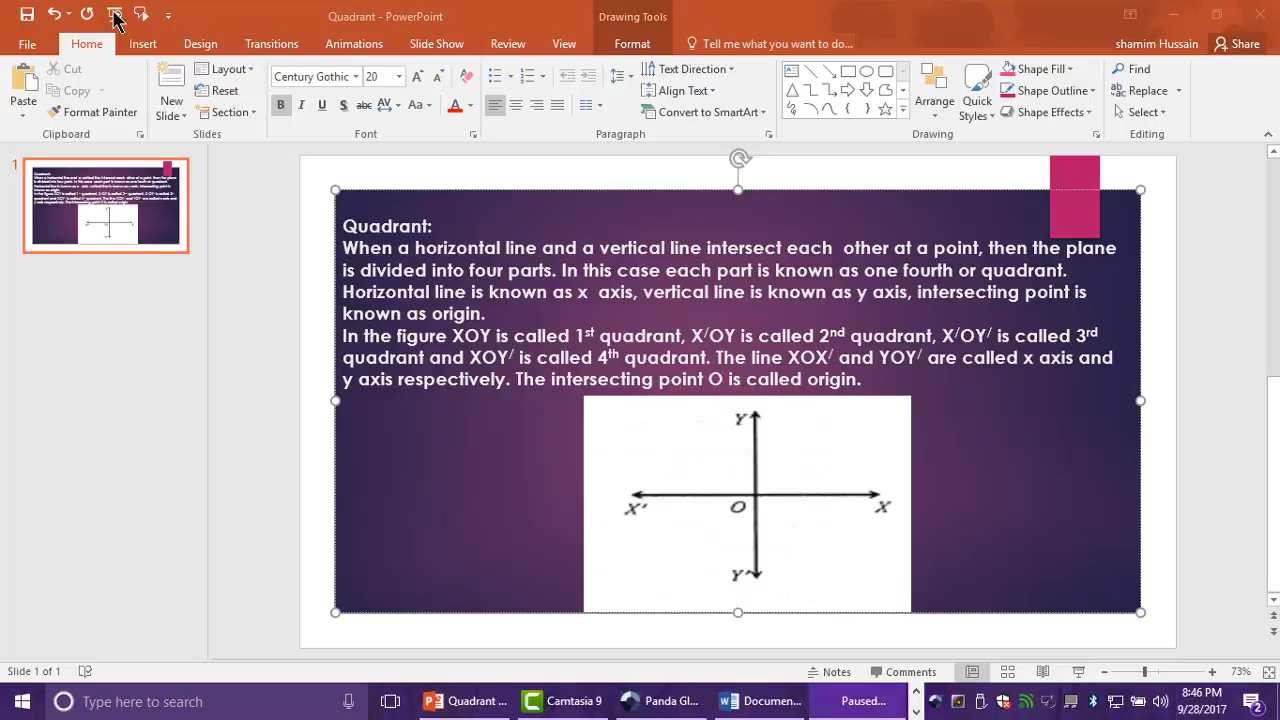 Quadrant - PowerPoint
Drawing Tools
File
Home
Insert
Design
Transitions
Animations
Slide Show
Review
View
Format
Tell me what you want to do...
shamim Hussain
Share
Paste
Cut
Copy
Format Painter
Clipboard
New Slide
Layout
Reset
Section
Slides
Century Gothic
20
B I U S abc AV Aa A
Font
Text Direction
Align Text
Convert to SmartArt
Paragraph
Arrange
Quick Styles
Shape Fill
Shape Outline
Shape Effects
Drawing
Find
Replace
Select
Editing
1
Quadrant:
When a horizontal line and a vertical line intersect each other at a point, then the plane
is divided into four parts. In this case each part is known as one fourth or quadrant.
Horizontal line is known as x axis, vertical line is known as y axis, intersecting point is
known as origin.
In the figure XOY is called 1st quadrant, X/OY is called 2nd quadrant, X/OY/ is called 3rd
quadrant and XOY/ is called 4th quadrant. The line XOX/ and YOY/ are called x axis and
y axis respectively. The intersecting point O is called origin.
Y
X'
O
X
Y'
Slide 1 of 1
Notes
Comments
73%
Type here to search
Quadrant ...
Camtasia 9
Panda Gl...
Docum...
Paused...
8:46 PM
9/28/2017